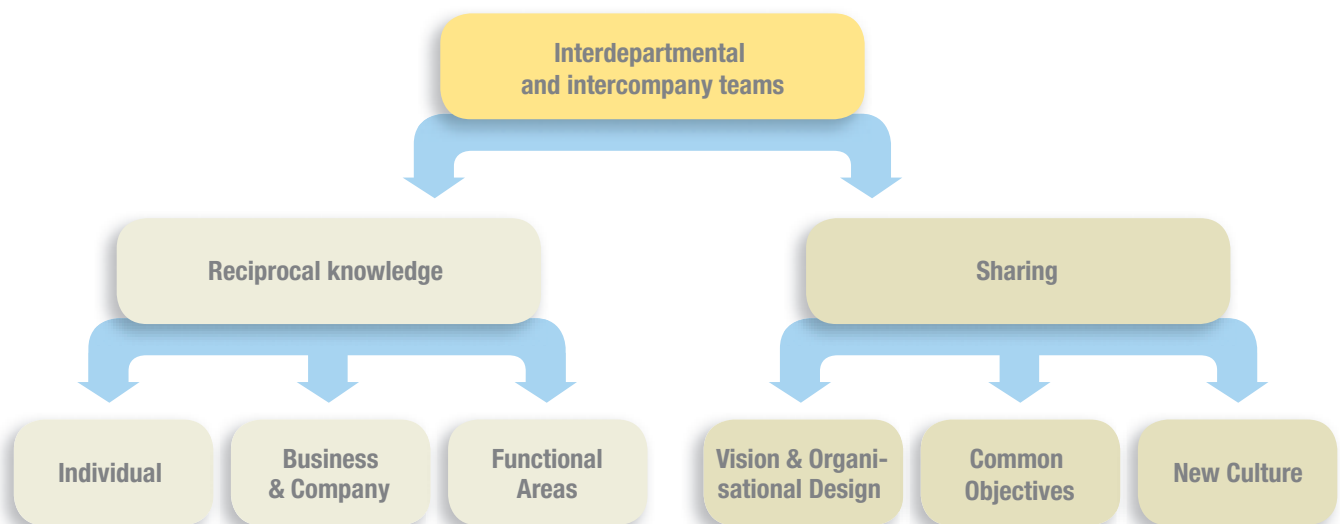 Interdepartmental
and intercompany teams
Reciprocal knowledge
Sharing
Individual
Business
& Company
Functional
Areas
Vision & Organi-
sational Design
Common
Objectives
New Culture